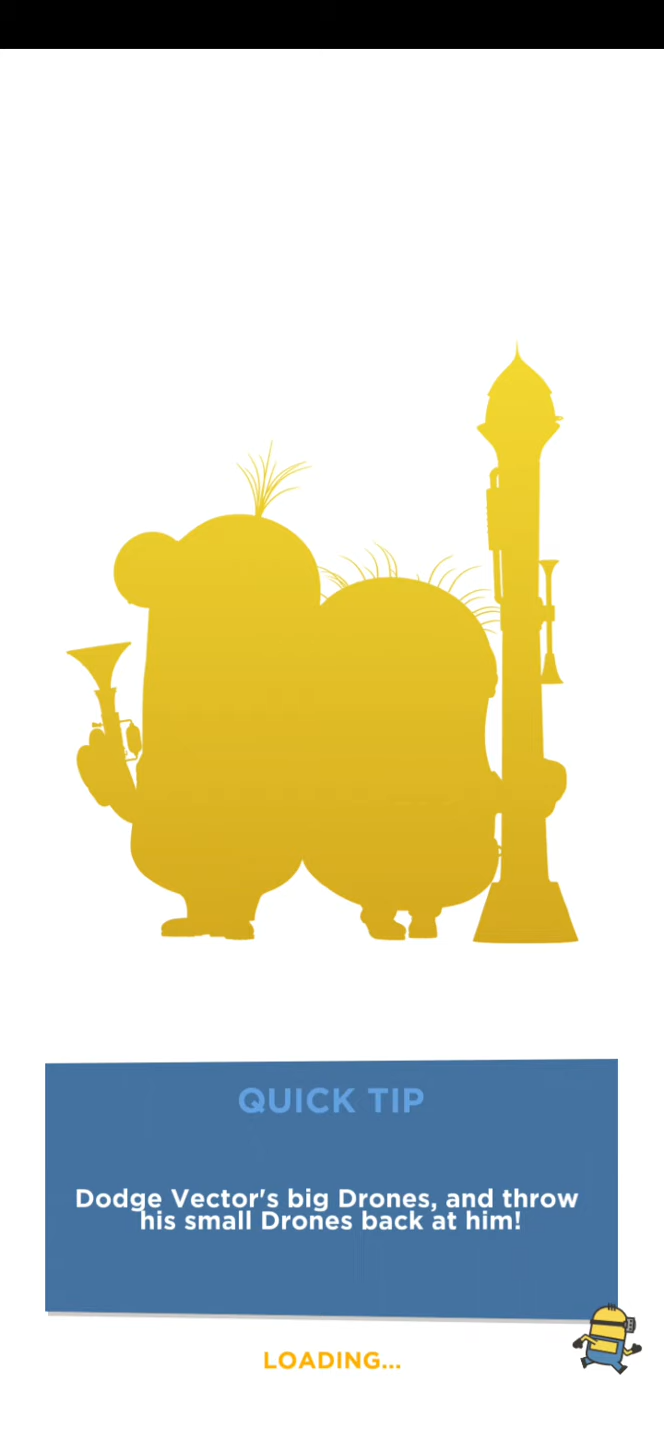 QUICK TIP
Dodge Vector's big Drones, and throw
his small Drones back at him!
LOADING...